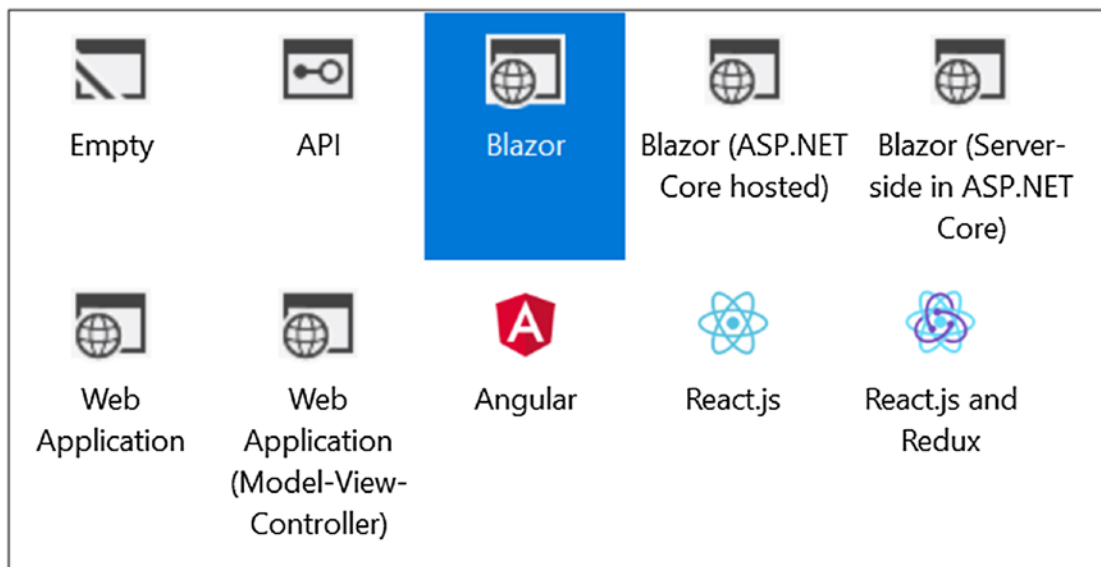 Empty
API
Blazor
Blazor (ASP.NET
Core hosted)
Blazor (Server-
side in ASP.NET
Core)
Web
Application
Web
Application
(Model-View-
Controller)
Angular
React.js
React.js and
Redux